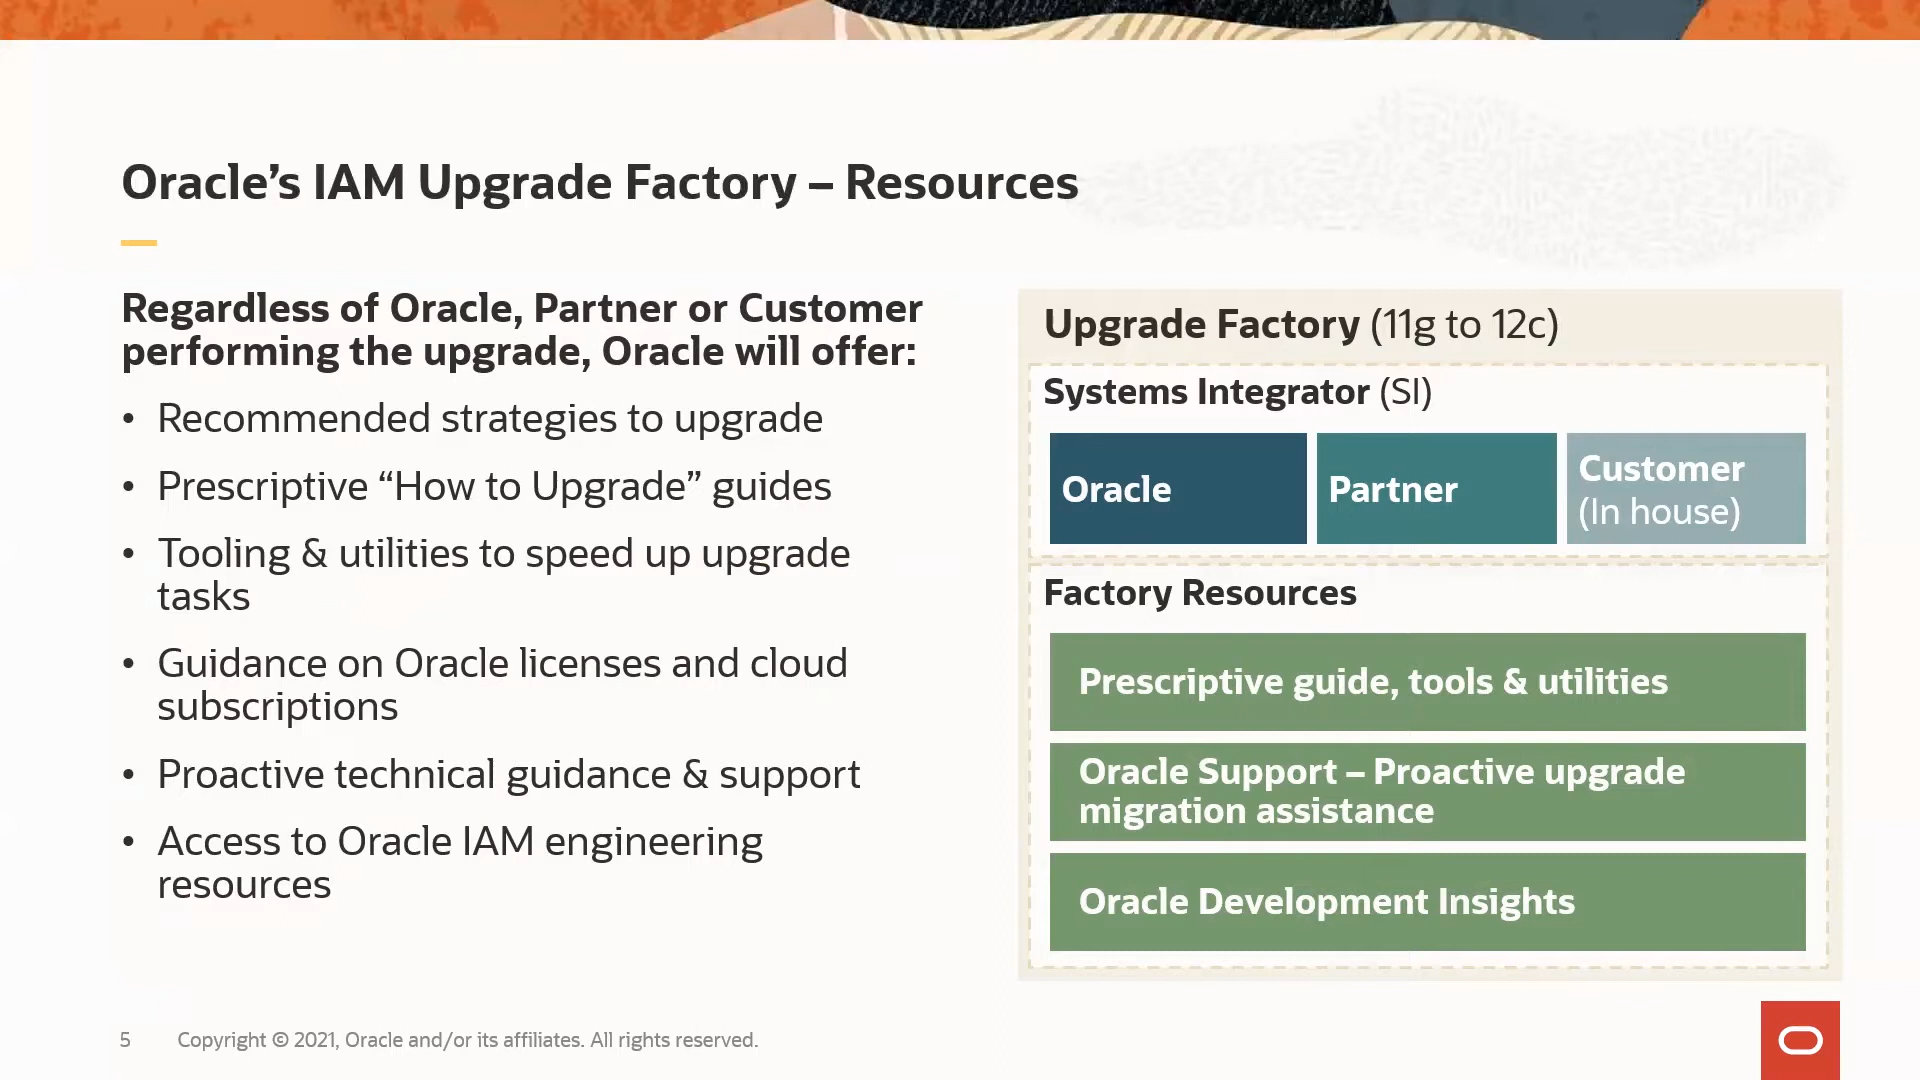 Oracle’s IAM Upgrade Factory – Resources
Regardless of Oracle, Partner or Customer
performing the upgrade, Oracle will offer:
• Recommended strategies to upgrade
• Prescriptive “How to Upgrade” guides
• Tooling & utilities to speed up upgrade
tasks
• Guidance on Oracle licenses and cloud
subscriptions
• Proactive technical guidance & support
• Access to Oracle IAM engineering
resources
Upgrade Factory (11g to 12c)
Systems Integrator (SI)
Oracle
Partner
Customer
(In house)
Factory Resources
Prescriptive guide, tools & utilities
Oracle Support – Proactive upgrade
migration assistance
Oracle Development Insights
5 Copyright © 2021, Oracle and/or its affiliates. All rights reserved.